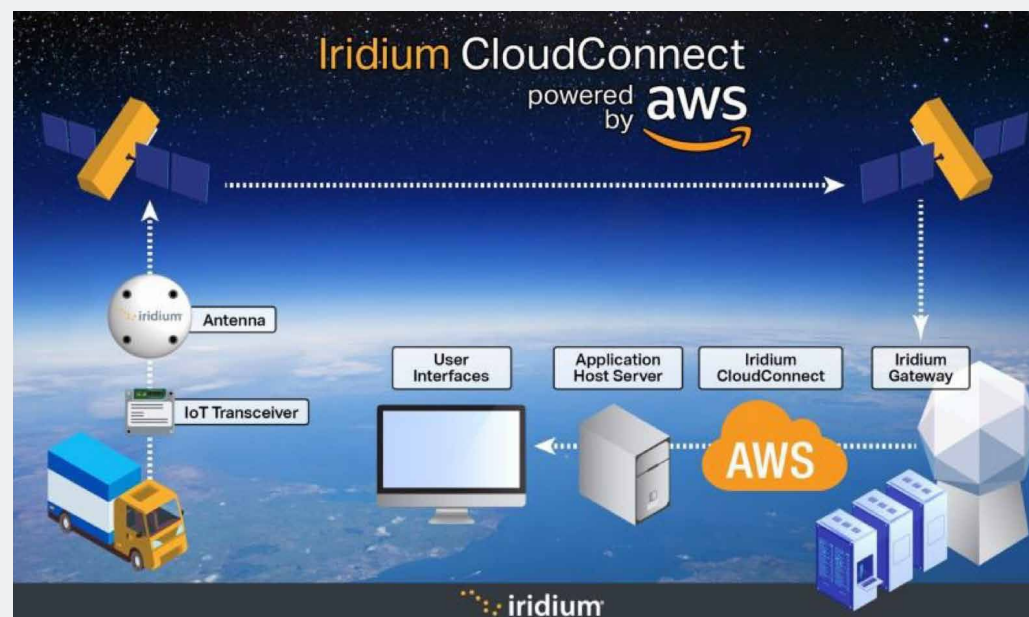 Iridium CloudConnect
powered
by aws
iridium
Antenna
IoT Transceiver
User
Interfaces
Application
Host Server
Iridium
CloudConnect
Iridium
Gateway
AWS
iridium